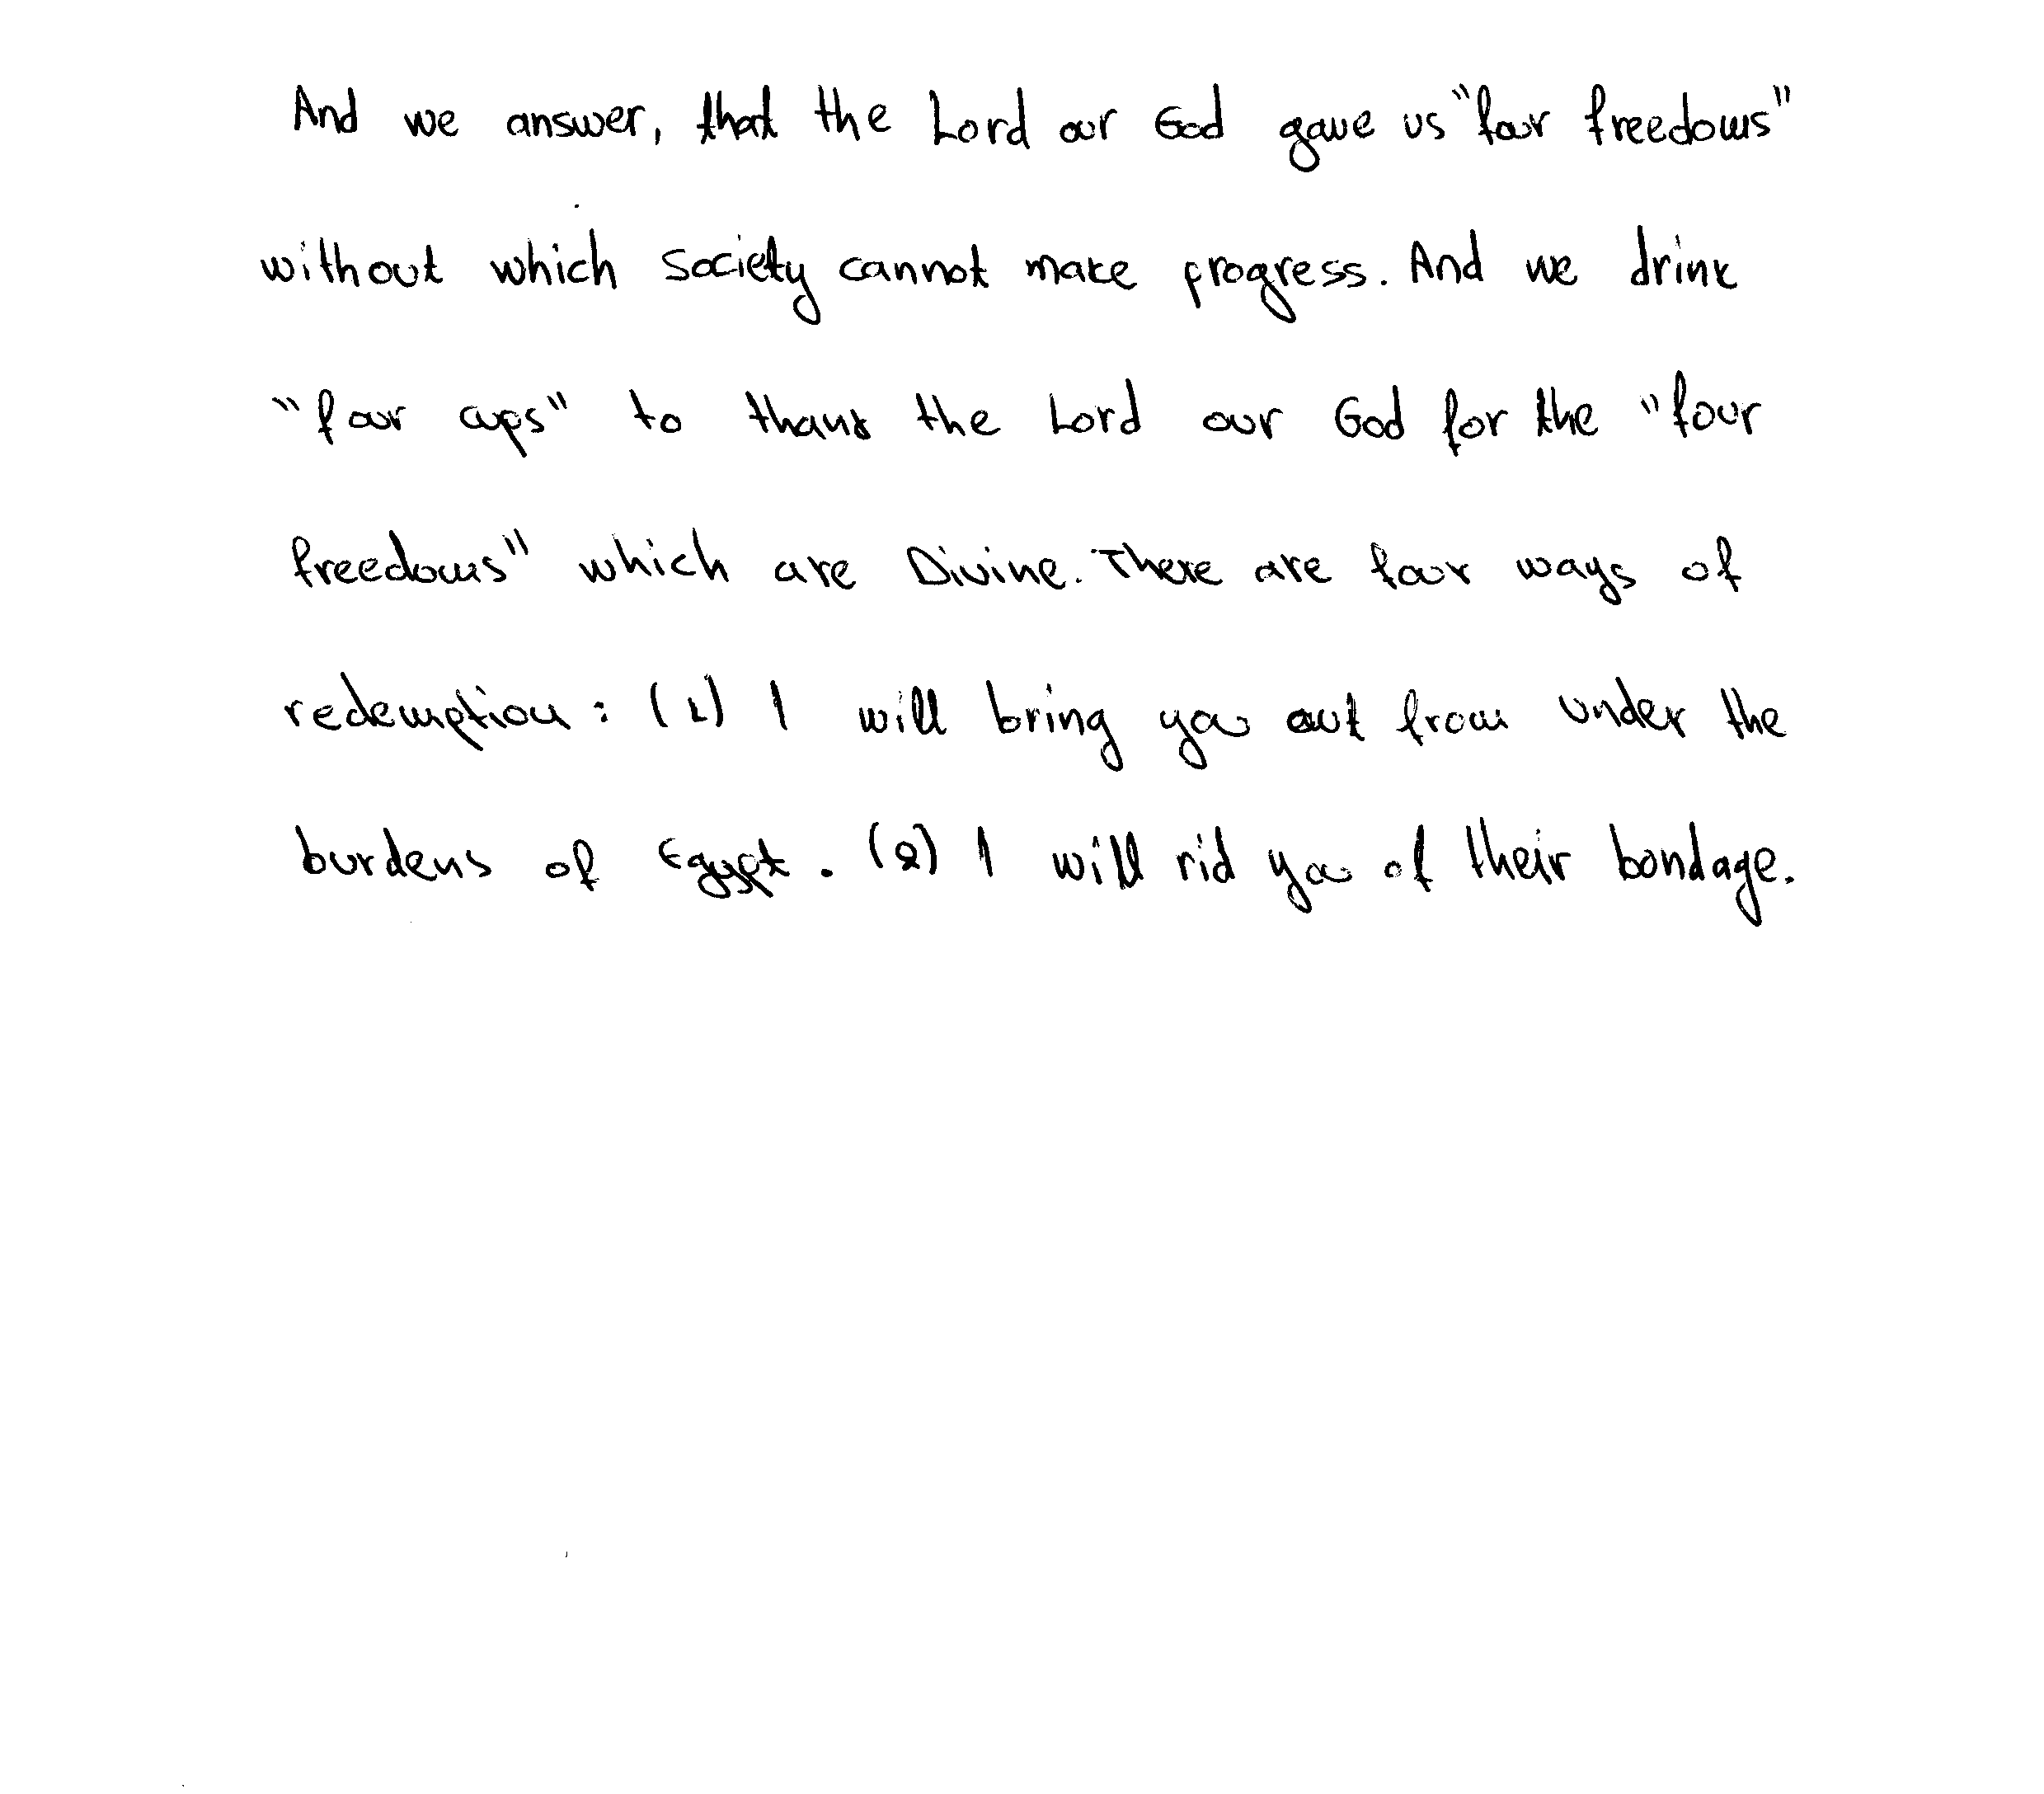 And we answer, that the Lord our God gave us "four freedoms"
without which society cannot make progress. And we drink
"four cups" to thank the Lord our God for the "four
freedoms" which are Divine. There are four ways of
redemption: (1) I will bring you out from under the
burdens of Egypt. (2) I will rid you of their bondage.